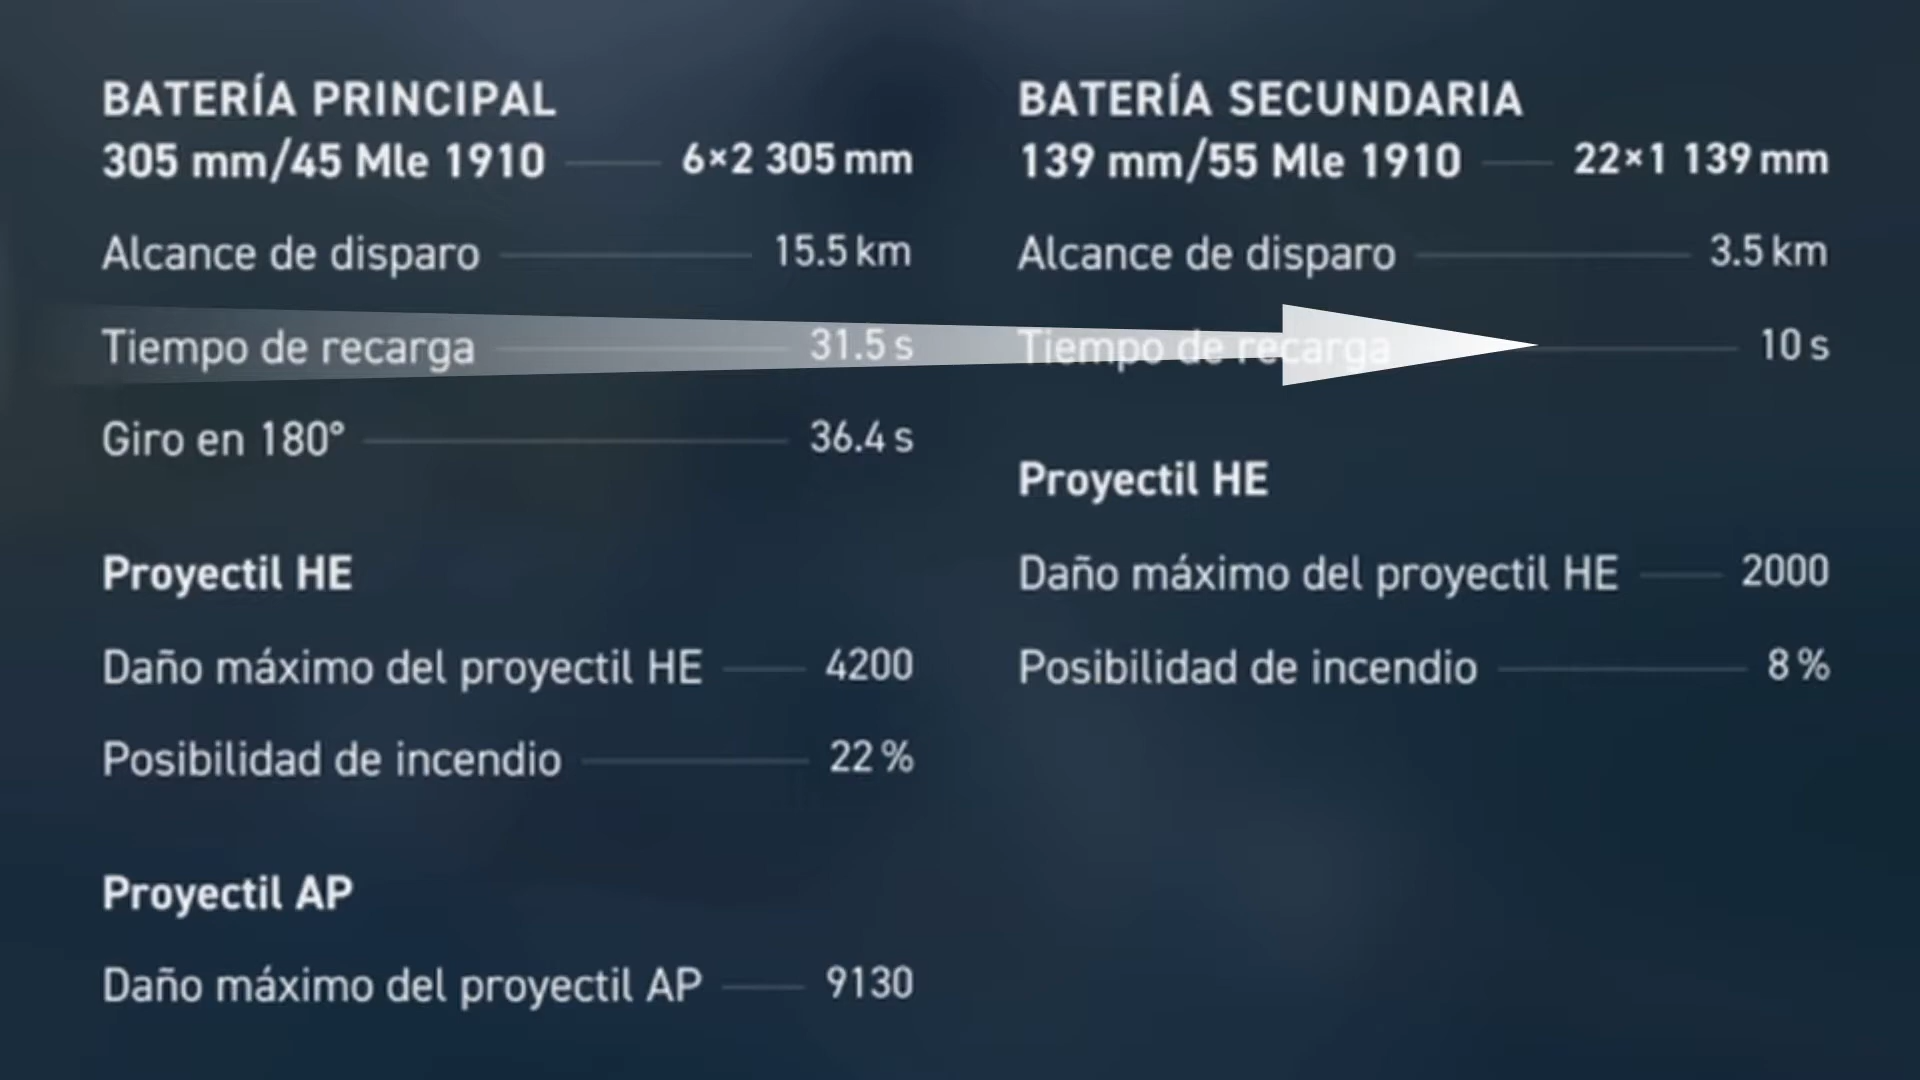 BATERÍA PRINCIPAL
305 mm/45 Mle 1910 6×2 305 mm
Alcance de disparo 15.5 km
Tiempo de recarga 31.5 s
Giro en 180° 36.4 s
Proyectil HE
Daño máximo del proyectil HE 4200
Posibilidad de incendio 22 %
Proyectil AP
Daño máximo del proyectil AP 9130
BATERÍA SECUNDARIA
139 mm/55 Mle 1910 22×1 139 mm
Alcance de disparo 3.5 km
Tiempo de recarga 10 s
Proyectil HE
Daño máximo del proyectil HE 2000
Posibilidad de incendio 8 %